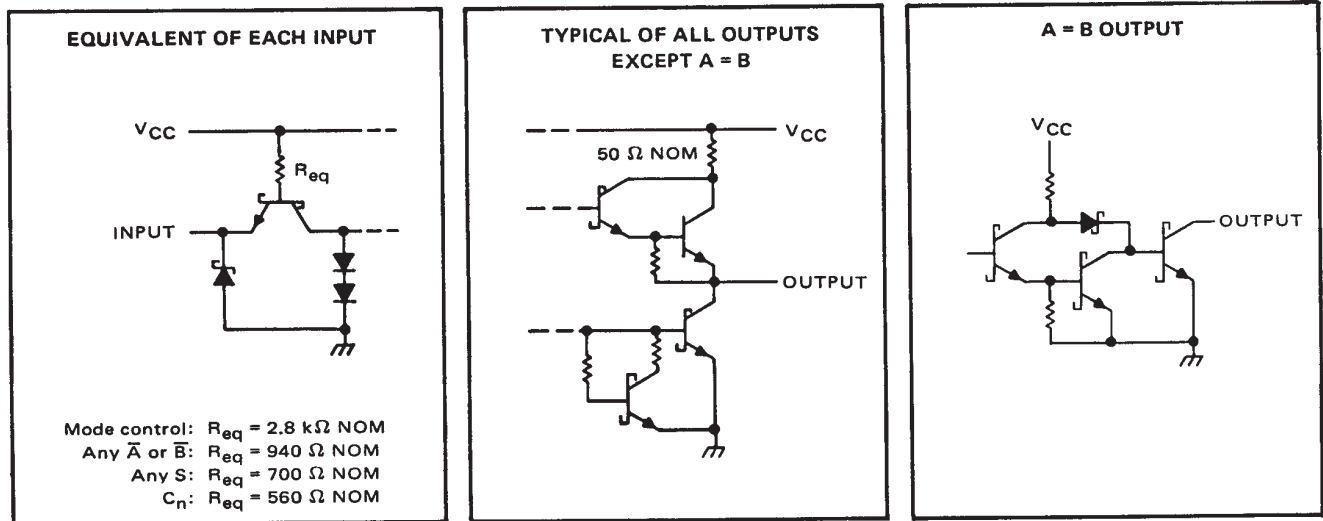 EQUIVALENT OF EACH INPUT
VCC
Req
INPUT
Mode control: Req = 2.8 kΩ NOM
Any A̅ or B̅: Req = 940 Ω NOM
Any S: Req = 700 Ω NOM
Cn: Req = 560 Ω NOM
TYPICAL OF ALL OUTPUTS
EXCEPT A = B
VCC
50 Ω NOM
OUTPUT
A = B OUTPUT
VCC
OUTPUT